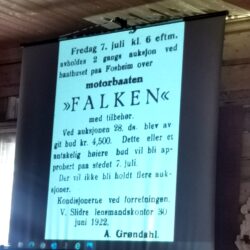 Fredag 7. juli kl. 6 eftm.
avholdes 2 gangs auksjon ved
baathuset paa Fosheim over
motorbaaten
»FALKEN«
med tilbehør.
Ved auksjonen 28. ds. blev av-
git bud kr. 4,500. Dette eller et
antakelig høiere bud vil bli ap-
probert paa stedet 7. juli.
Der vil ikke bli holdt flere auk-
sjoner.
Kondisjonerne ved forretningen.
V. Slidre lensmandskontor 30
juni 1922.
A. Grøndahl.